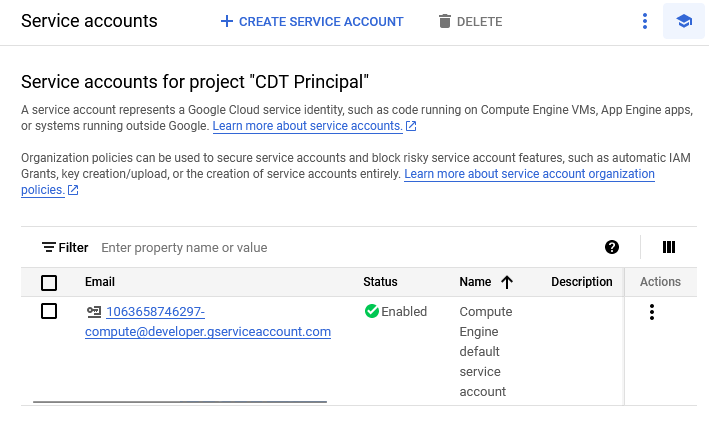 Service accounts
CREATE SERVICE ACCOUNT
DELETE
Service accounts for project "CDT Principal"
A service account represents a Google Cloud service identity, such as code running on Compute Engine VMs, App Engine apps,
or systems running outside Google. Learn more about service accounts.
Organization policies can be used to secure service accounts and block risky service account features, such as automatic IAM
Grants, key creation/upload, or the creation of service accounts entirely. Learn more about service account organization
policies.
Filter Enter property name or value
Email Status Name Description Actions
1063658746297-
compute@developer.gserviceaccount.com
Enabled
Compute
Engine
default
service
account